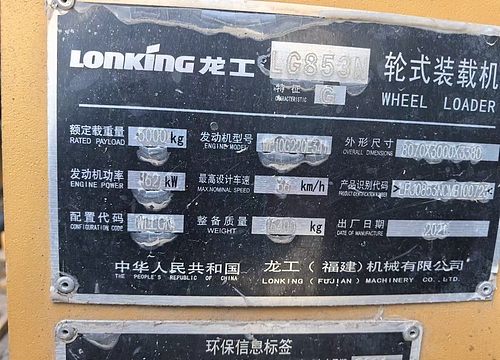 LONKING 龙工 LG853N 轮式装载机
特征 G WHEEL LOADER
CHARACTERISTIC
额定载重量 5000 kg 发动机型号 外形尺寸
RATED PAYLOAD ENGINE MODEL OVERALL DIMENSIONS
发动机功率 162 kW 最高设计车速 km/h 产品识别代码
ENGINE POWER MAX.NOMINAL SPEED PRODUCT IDENTIFICATION NUMBER
配置代码 整备质量 kg 出厂日期 2021
CONFIGURATION CODE WEIGHT DATE OF MANUFACTURE
中华人民共和国 龙工(福建)机械有限公司
THE PEOPLE'S REPUBLIC OF CHINA LONKING (FUJIAN) MACHINERY CO.,LTD
环保信息标签